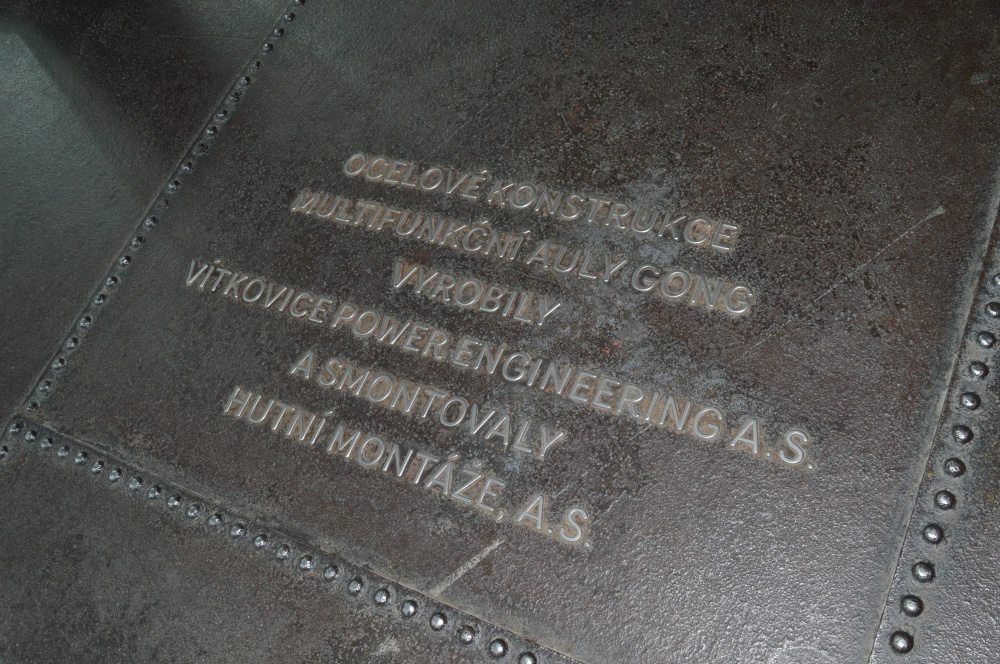 OCELOVÉ KONSTRUKCE
MULTIFUNKČNÍ AULY GONG
VYROBILY
VÍTKOVICE POWER ENGINEERING A.S.
A SMONTOVALY
HUTNÍ MONTÁŽE, A.S.